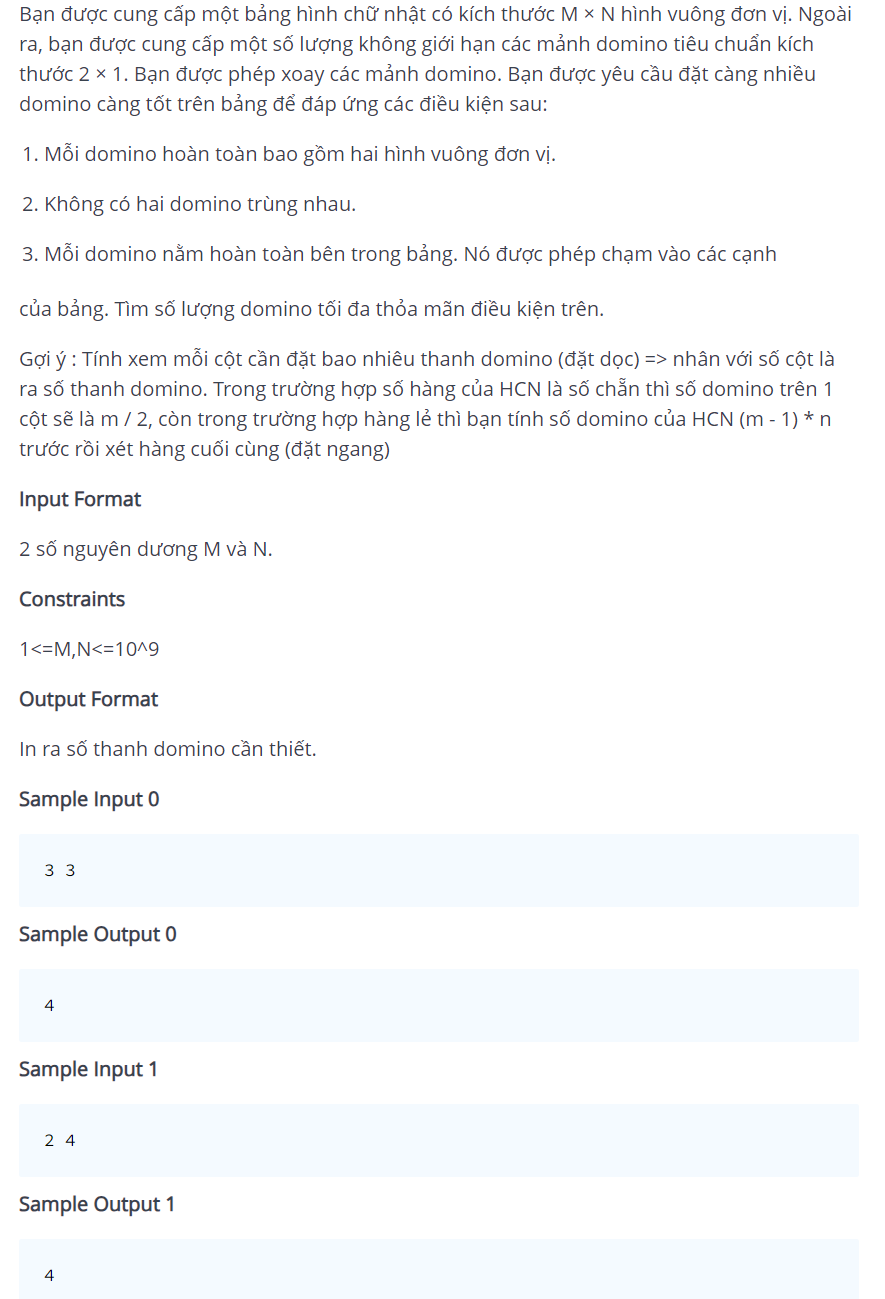 Bạn được cung cấp một bảng hình chữ nhật có kích thước M × N hình vuông đơn vị. Ngoài
ra, bạn được cung cấp một số lượng không giới hạn các mảnh domino tiêu chuẩn kích
thước 2 × 1. Bạn được phép xoay các mảnh domino. Bạn được yêu cầu đặt càng nhiều
domino càng tốt trên bảng để đáp ứng các điều kiện sau:
1. Mỗi domino hoàn toàn bao gồm hai hình vuông đơn vị.
2. Không có hai domino trùng nhau.
3. Mỗi domino nằm hoàn toàn bên trong bảng. Nó được phép chạm vào các cạnh
của bảng. Tìm số lượng domino tối đa thỏa mãn điều kiện trên.
Gợi ý : Tính xem mỗi cột cần đặt bao nhiêu thanh domino (đặt dọc) => nhân với số cột là
ra số thanh domino. Trong trường hợp số hàng của HCN là số chẵn thì số domino trên 1
cột sẽ là m / 2, còn trong trường hợp hàng lẻ thì bạn tính số domino của HCN (m - 1) * n
trước rồi xét hàng cuối cùng (đặt ngang)
Input Format
2 số nguyên dương M và N.
Constraints
1<=M,N<=10^9
Output Format
In ra số thanh domino cần thiết.
Sample Input 0
3 3
Sample Output 0
4
Sample Input 1
2 4
Sample Output 1
4